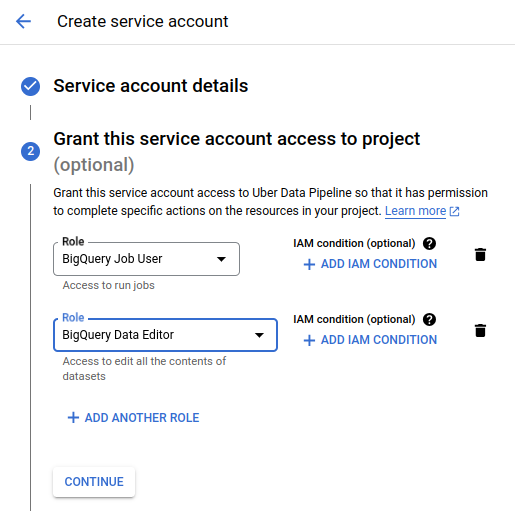 Create service account
Service account details
2
Grant this service account access to project
(optional)
Grant this service account access to Uber Data Pipeline so that it has permission
to complete specific actions on the resources in your project. Learn more
Role
BigQuery Job User
Access to run jobs
IAM condition (optional) ?
+ ADD IAM CONDITION
Role
BigQuery Data Editor
Access to edit all the contents of
datasets
IAM condition (optional) ?
+ ADD IAM CONDITION
+ ADD ANOTHER ROLE
CONTINUE